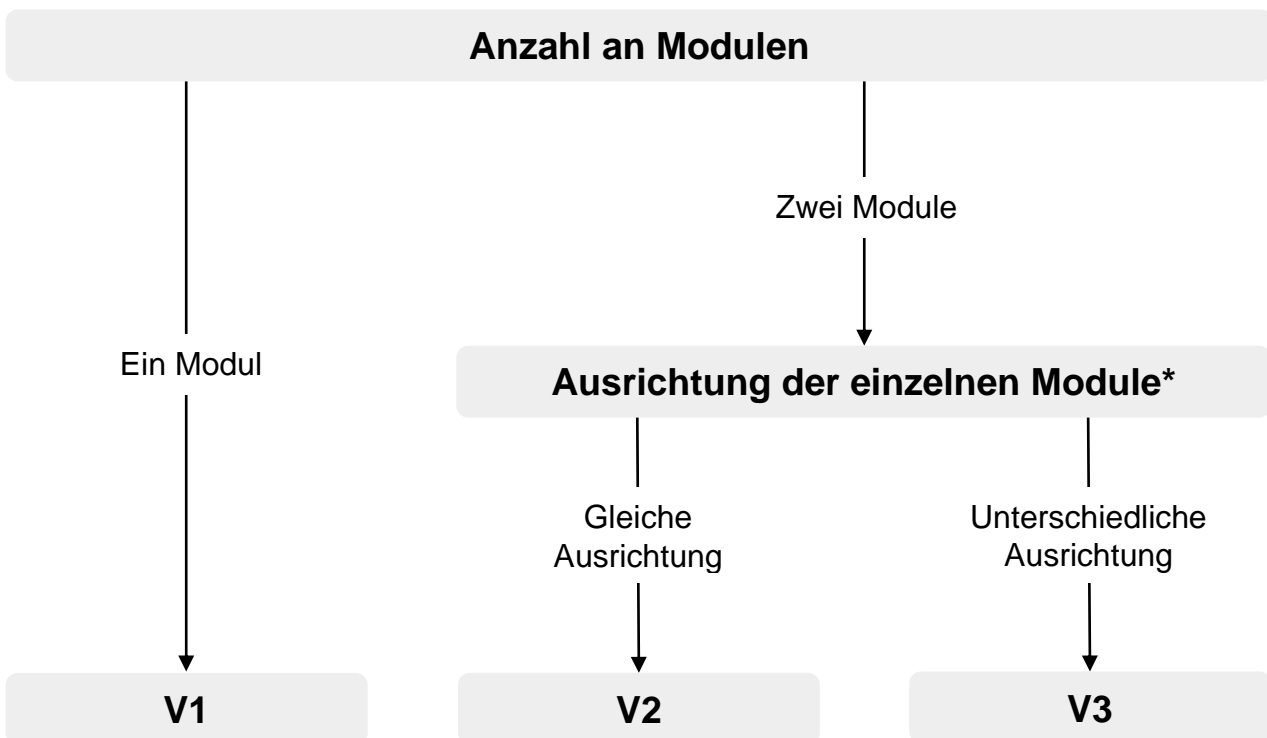 Anzahl an Modulen
Zwei Module
Ein Modul
Ausrichtung der einzelnen Module*
Gleiche
Ausrichtung
Unterschiedliche
Ausrichtung
V1
V2
V3